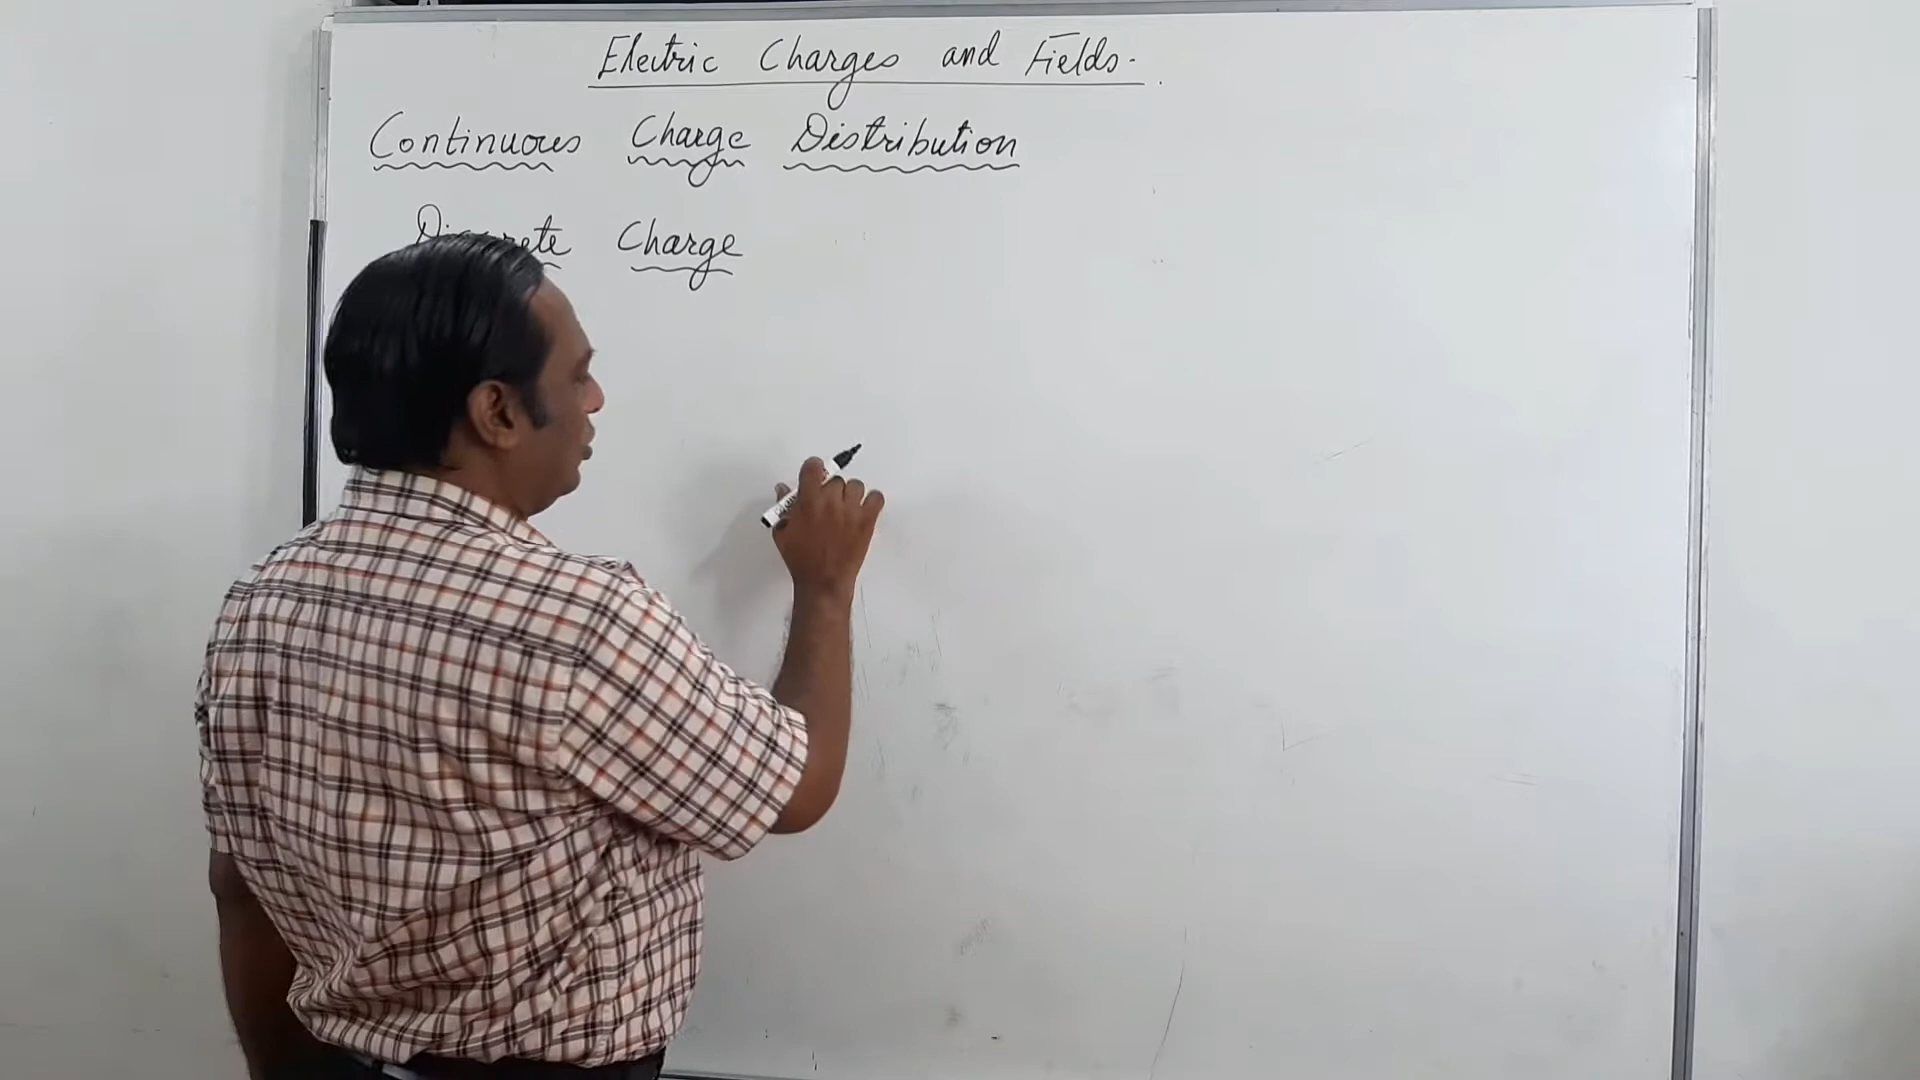 Electric Charges and Fields.
Continuous Charge Distribution
Discrete Charge